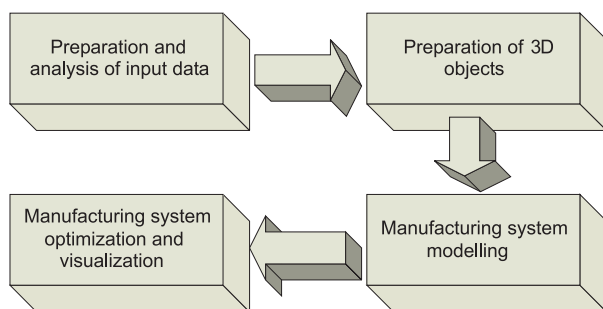 Preparation and
analysis of input data
Preparation of 3D
objects
Manufacturing system
modelling
Manufacturing system
optimization and
visualization